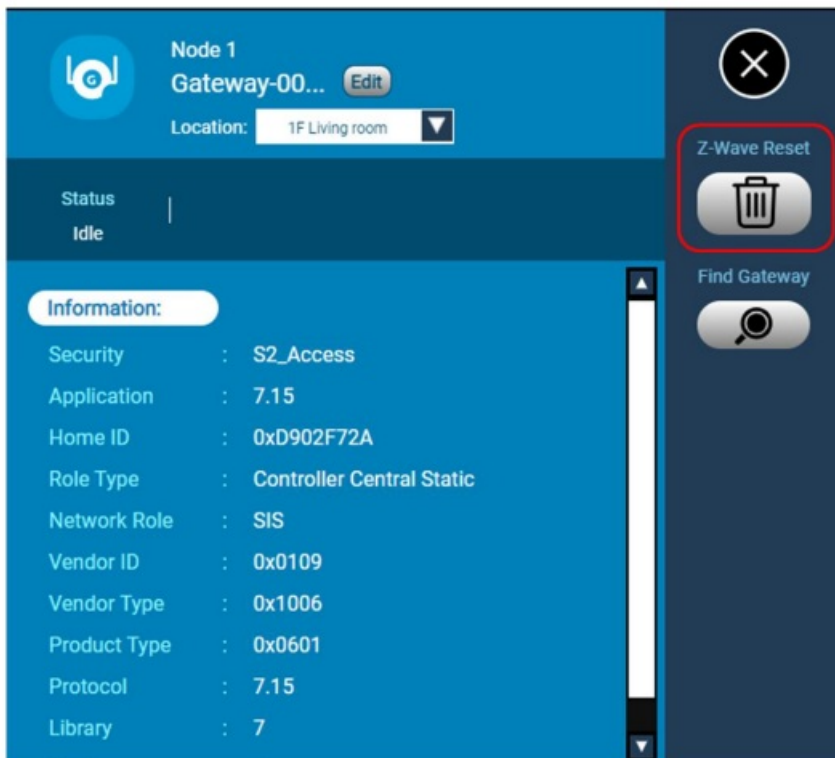 G
Node 1
Gateway-00... Edit
Location: 1F Living room
Z-Wave Reset
Status
Idle
Find Gateway
Information:
Security : S2_Access
Application : 7.15
Home ID : 0xD902F72A
Role Type : Controller Central Static
Network Role : SIS
Vendor ID : 0x0109
Vendor Type : 0x1006
Product Type : 0x0601
Protocol : 7.15
Library : 7